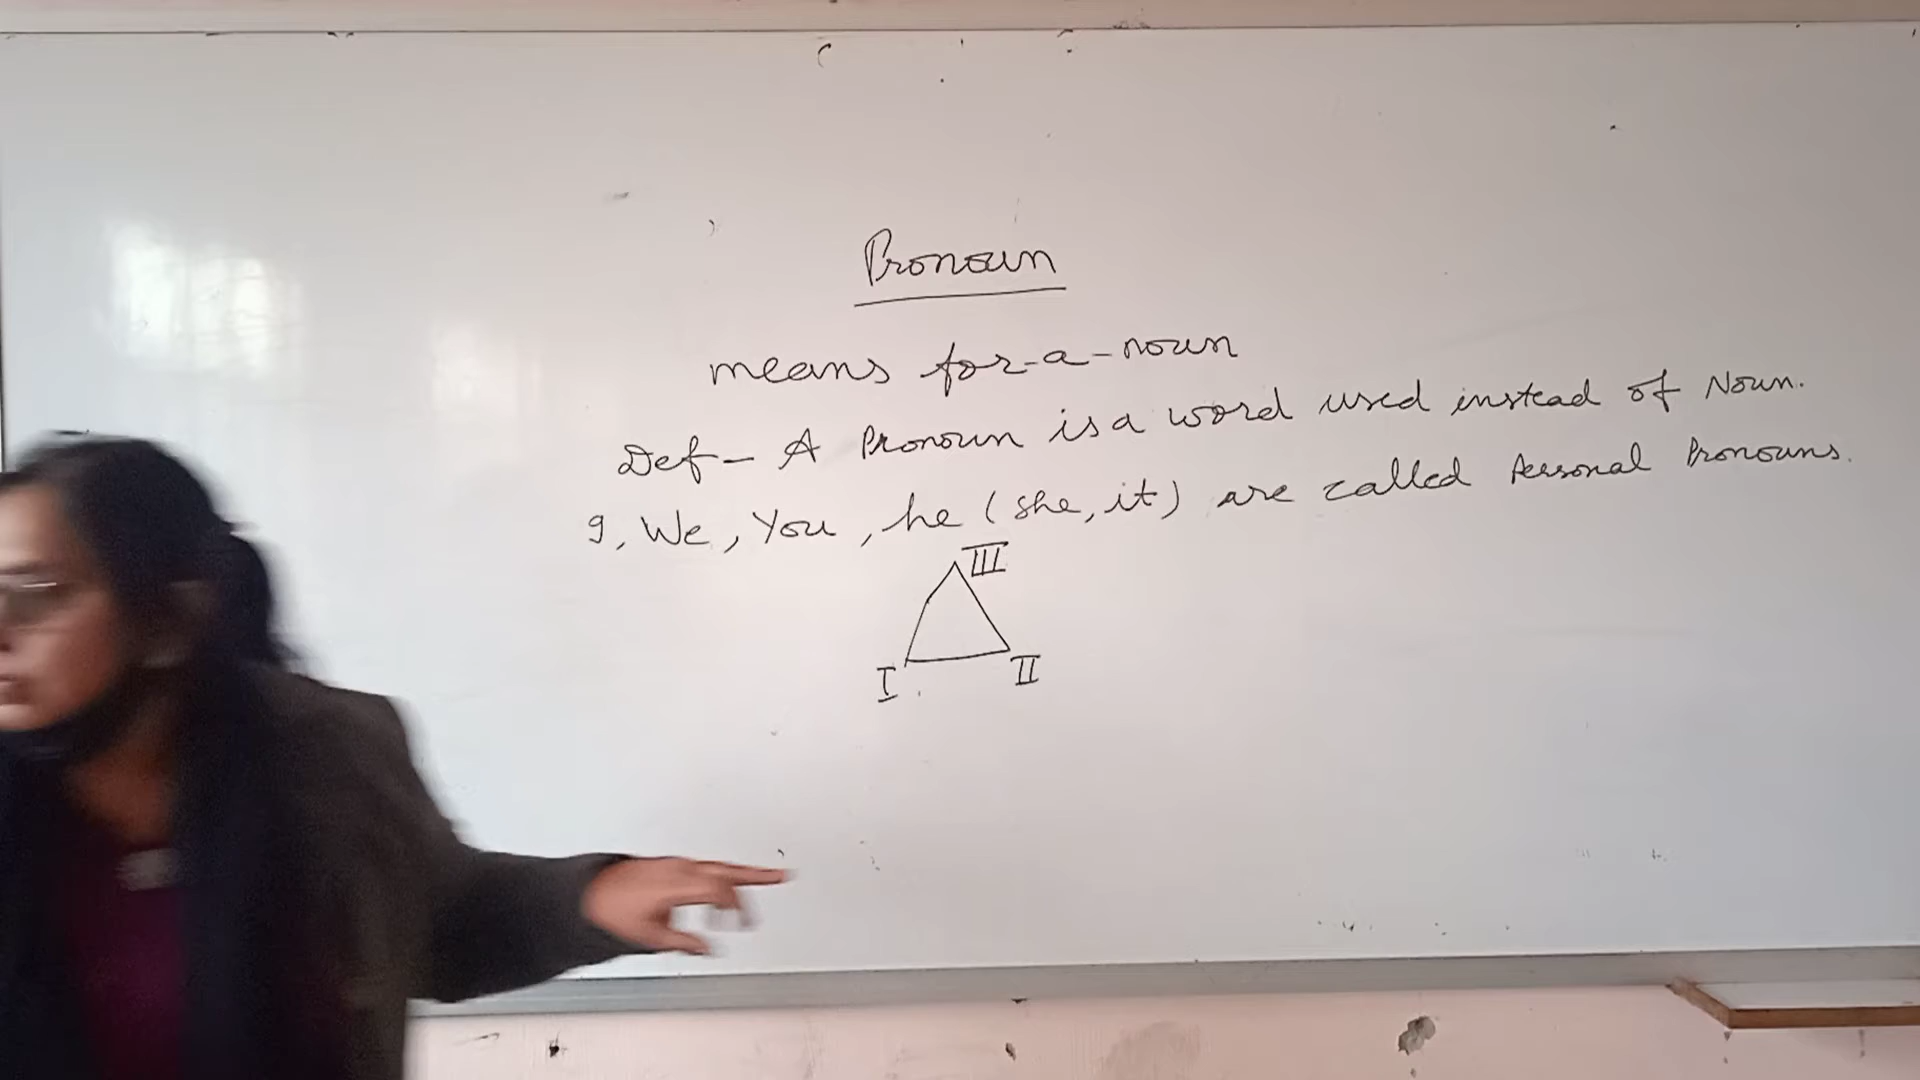 Pronoun
means for-a-noun
Def - A Pronoun is a word used instead of Noun.
I, We, You, he (she, it) are called Personal Pronouns.
III
I II